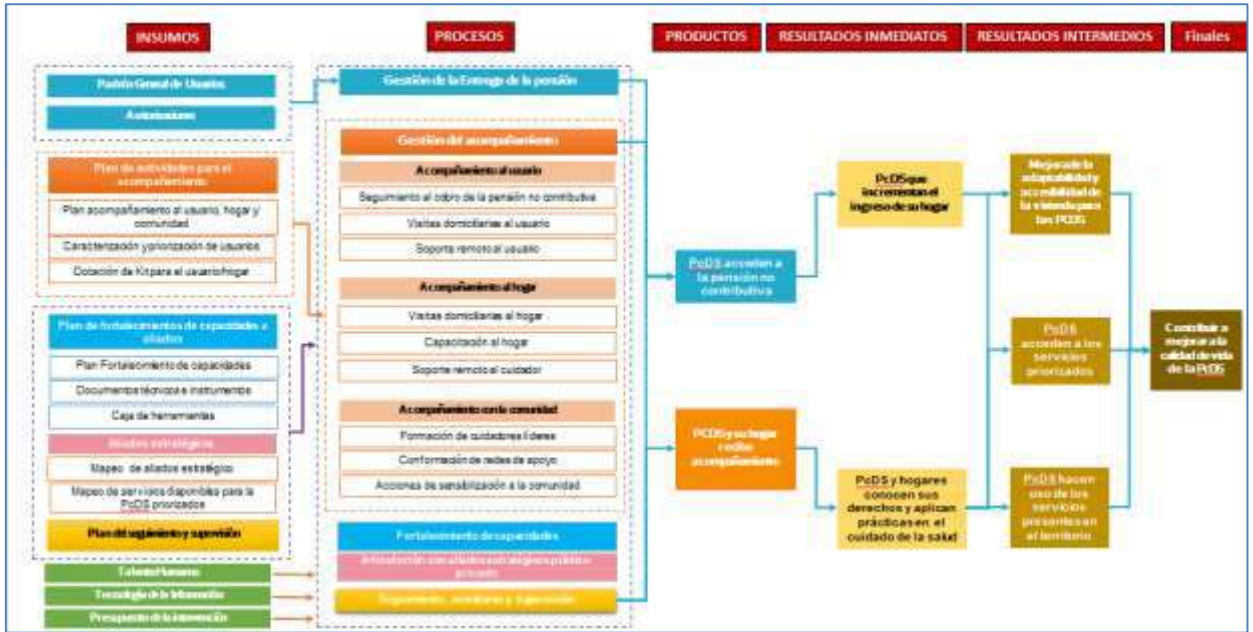 INSUMOS
PROCESOS
PRODUCTOS
RESULTADOS INMEDIATOS
RESULTADOS INTERMEDIOS
Finales
Padrón General de Usuarios
Autorizaciones
Plan de actividades para el
acompañamiento
Plan acompañamiento al usuario, hogar y
comunidad
Caracterización y priorización de usuarios
Dotación de Kit para el usuario/hogar
Plan de fortalecimientos de capacidades a
aliados
Plan Fortalecimiento de capacidades
Documentos técnicos e instrumentos
Caja de herramientas
Aliados estratégicos
Mapeo de aliados estratégico
Mapeo de servicios disponibles para la
PcDS priorizados
Plan del seguimiento y supervisión
Talento Humano
Tecnología de la Información
Presupuesto de la intervención
Gestión de la Entrega de la pensión
Gestión del acompañamiento
Acompañamiento al usuario
Seguimiento al cobro de la pensión no contributiva
Visitas domiciliarias al usuario
Soporte remoto al usuario
Acompañamiento al hogar
Visitas domiciliarias al hogar
Capacitación al hogar
Soporte remoto al cuidador
Acompañamiento con la comunidad
Formación de cuidadores líderes
Conformación de redes de apoyo
Acciones de sensibilización a la comunidad
Fortalecimiento de capacidades
Articulación con aliados estratégicos público
privado
Seguimiento, monitoreo y Supervisión
PcDS acceden a
la pensión no
contributiva
PCDS y su hogar
recibe
acompañamiento
PcDS que
incrementan el
ingreso de su hogar
PcDS y hogares
conocen sus
derechos y aplican
prácticas en el
cuidado de la salud
Mejora de la
adaptabilidad y
accesibilidad de
la vivienda para
las PCDS
PcDS
acceden a los
servicios
priorizados
PcDS hacen
uso de los
servicios
presentes en
el territorio
Contribuir a
mejorar a la
calidad de vida
de la PcDS